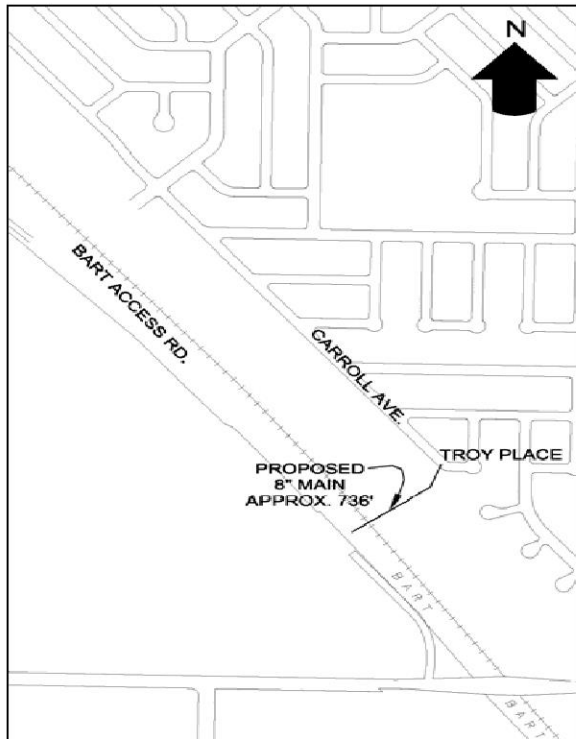 N
BART ACCESS RD.
CARROLL AVE.
TROY PLACE
PROPOSED
8" MAIN
APPROX. 736'
BART
BART